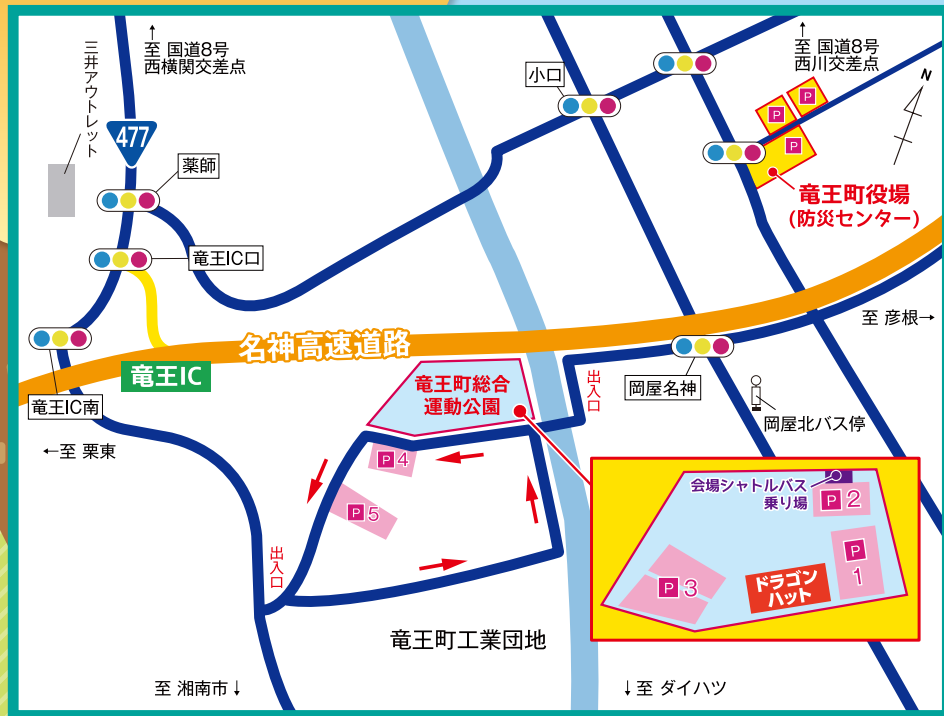 至 国道8号
西横関交差点
三井アウトレット
477
薬師
竜王IC口
小口
至 国道8号
西川交差点
N
P
P
P
竜王町役場
(防災センター)
至 彦根→
名神高速道路
竜王IC
竜王IC南
←至 栗東
竜王町総合
運動公園
出入口
岡屋名神
岡屋北バス停
P4
P5
出入口
会場シャトルバス
乗り場
P2
P
1
P3
ドラゴン
ハット
竜王町工業団地
至 湘南市↓
↓至 ダイハツ